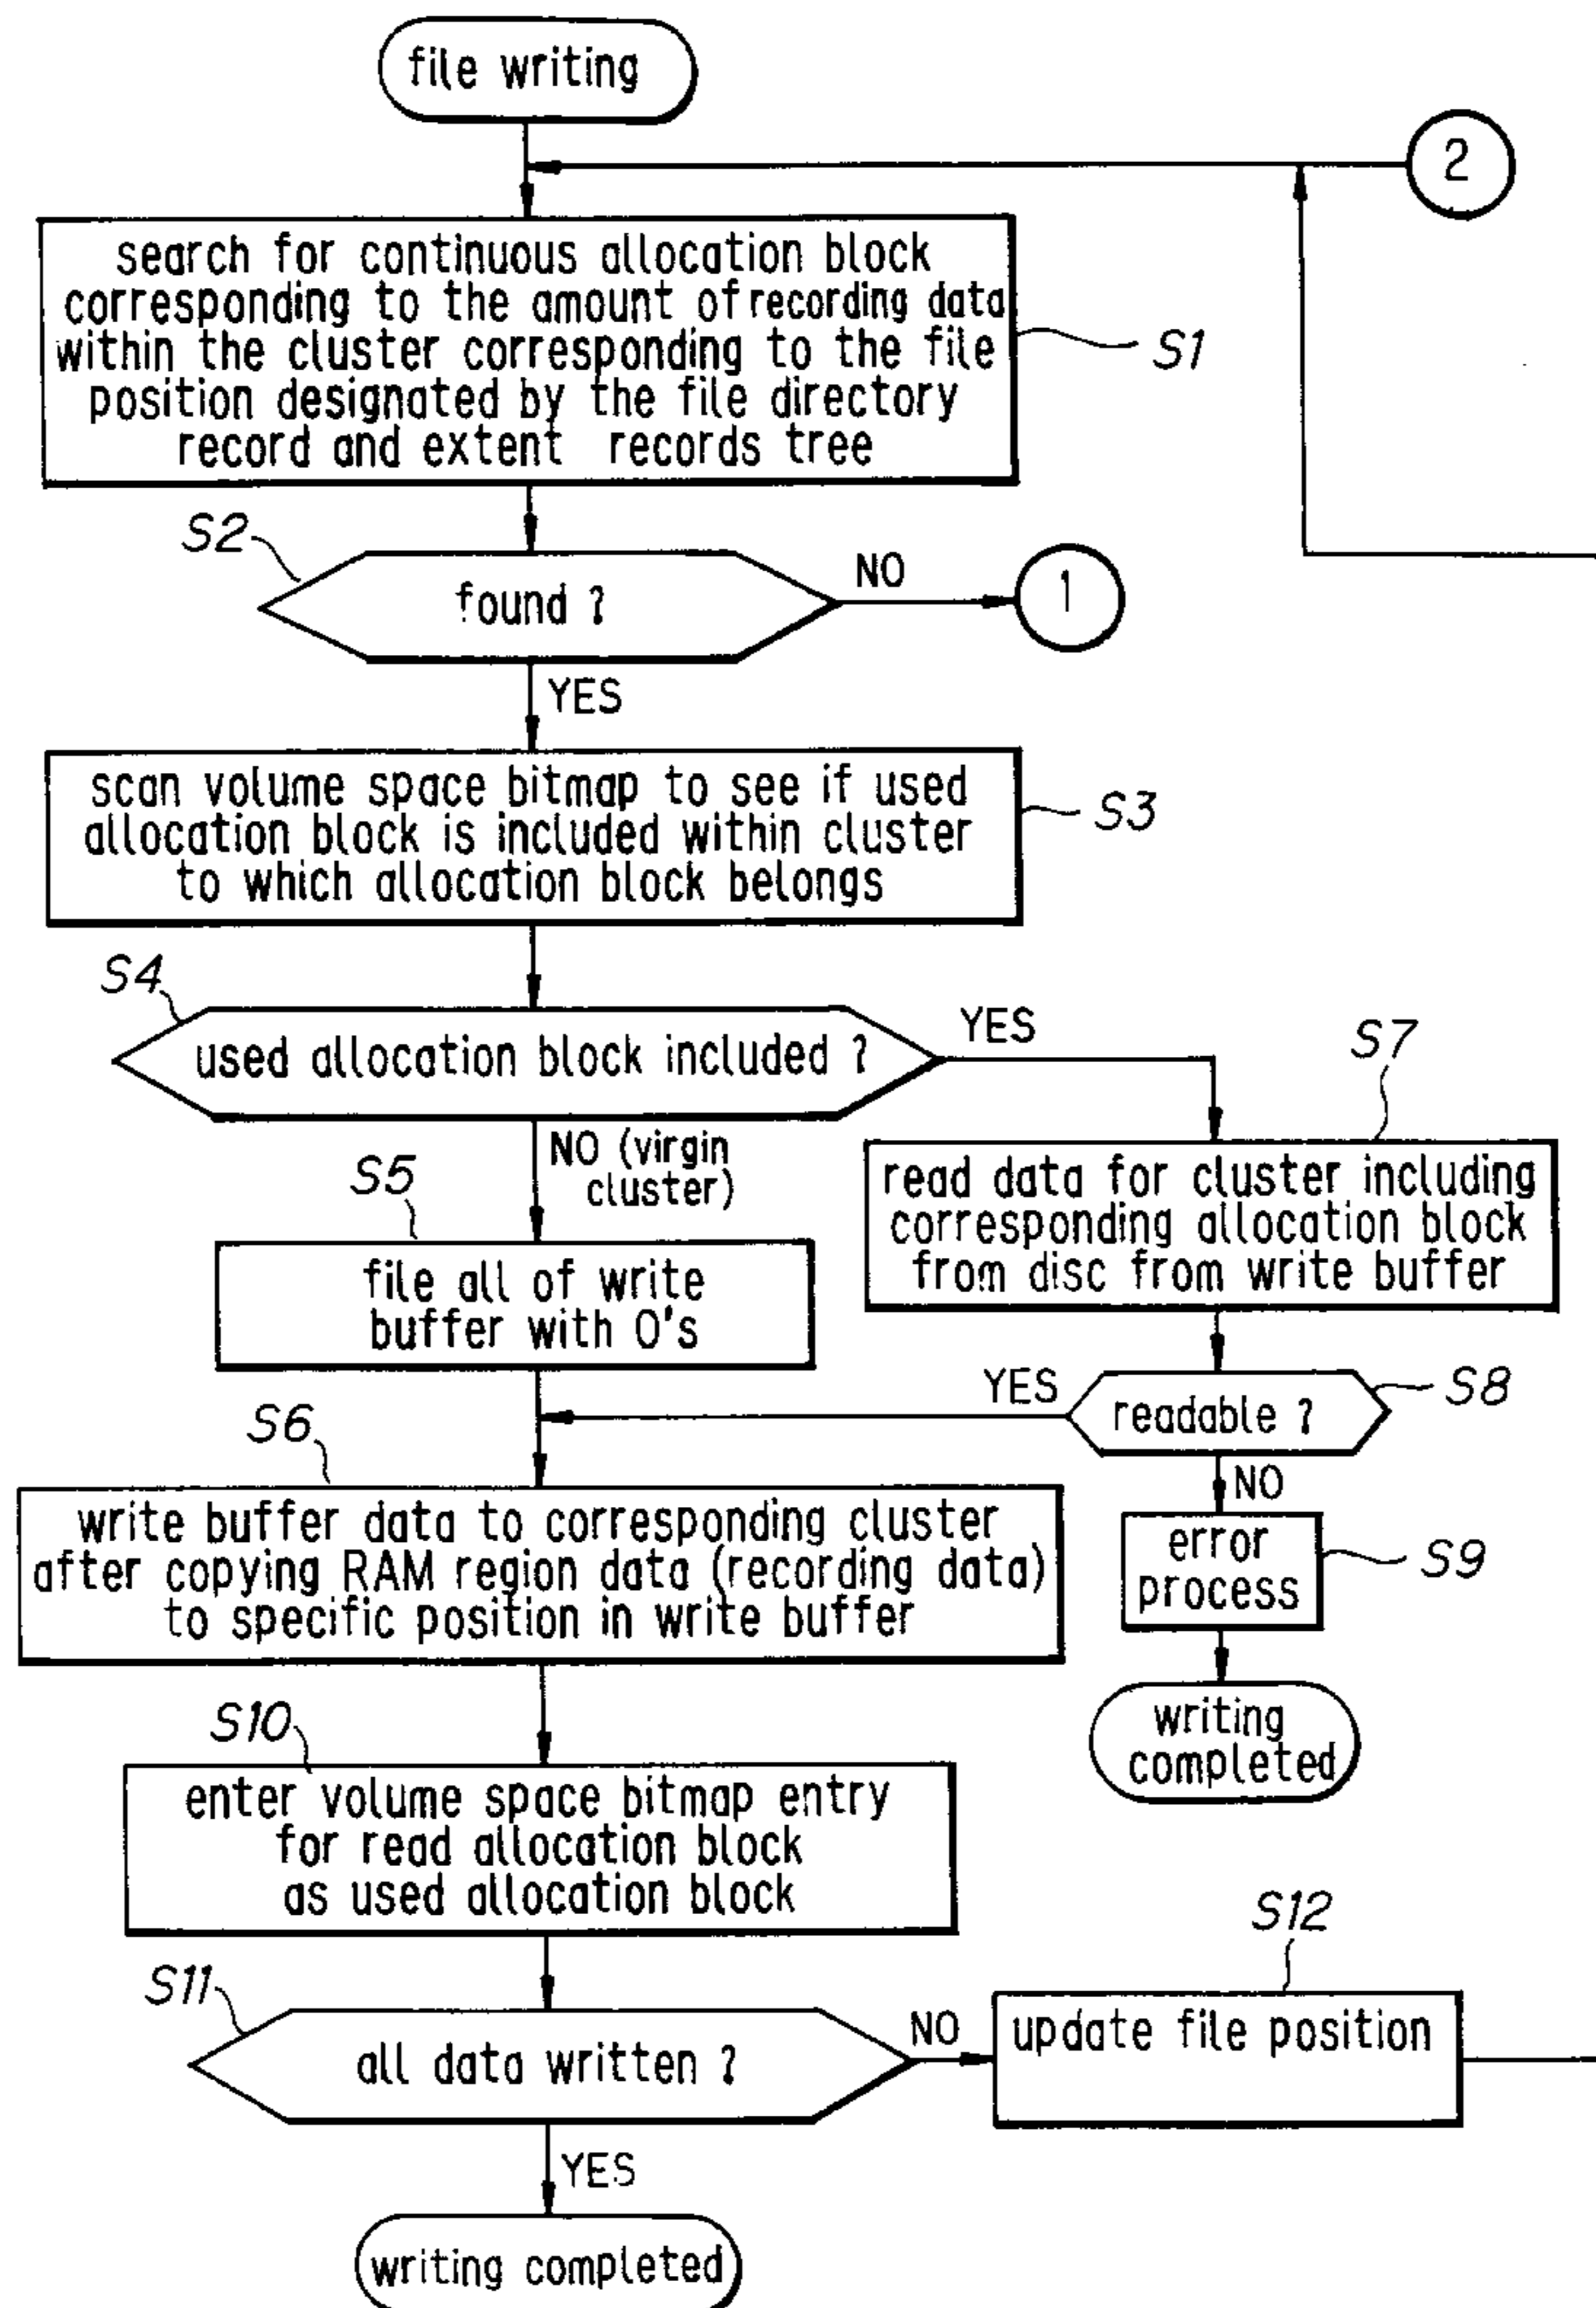 file writing
2
search for continuous allocation block
corresponding to the amount of recording data
within the cluster corresponding to the file
position designated by the file directory
record and extent records tree
S1
S2
found ?
NO
1
YES
scan volume space bitmap to see if used
allocation block is included within cluster
to which allocation block belongs
S3
S4
used allocation block included ?
YES
NO (virgin
cluster)
S7
read data for cluster including
corresponding allocation block
from disc from write buffer
S5
file all of write
buffer with 0's
YES
readable ?
S8
NO
error
process
S9
writing
completed
S6
write buffer data to corresponding cluster
after copying RAM region data (recording data)
to specific position in write buffer
S10
enter volume space bitmap entry
for read allocation block
as used allocation block
S11
all data written ?
NO
S12
update file position
YES
writing completed